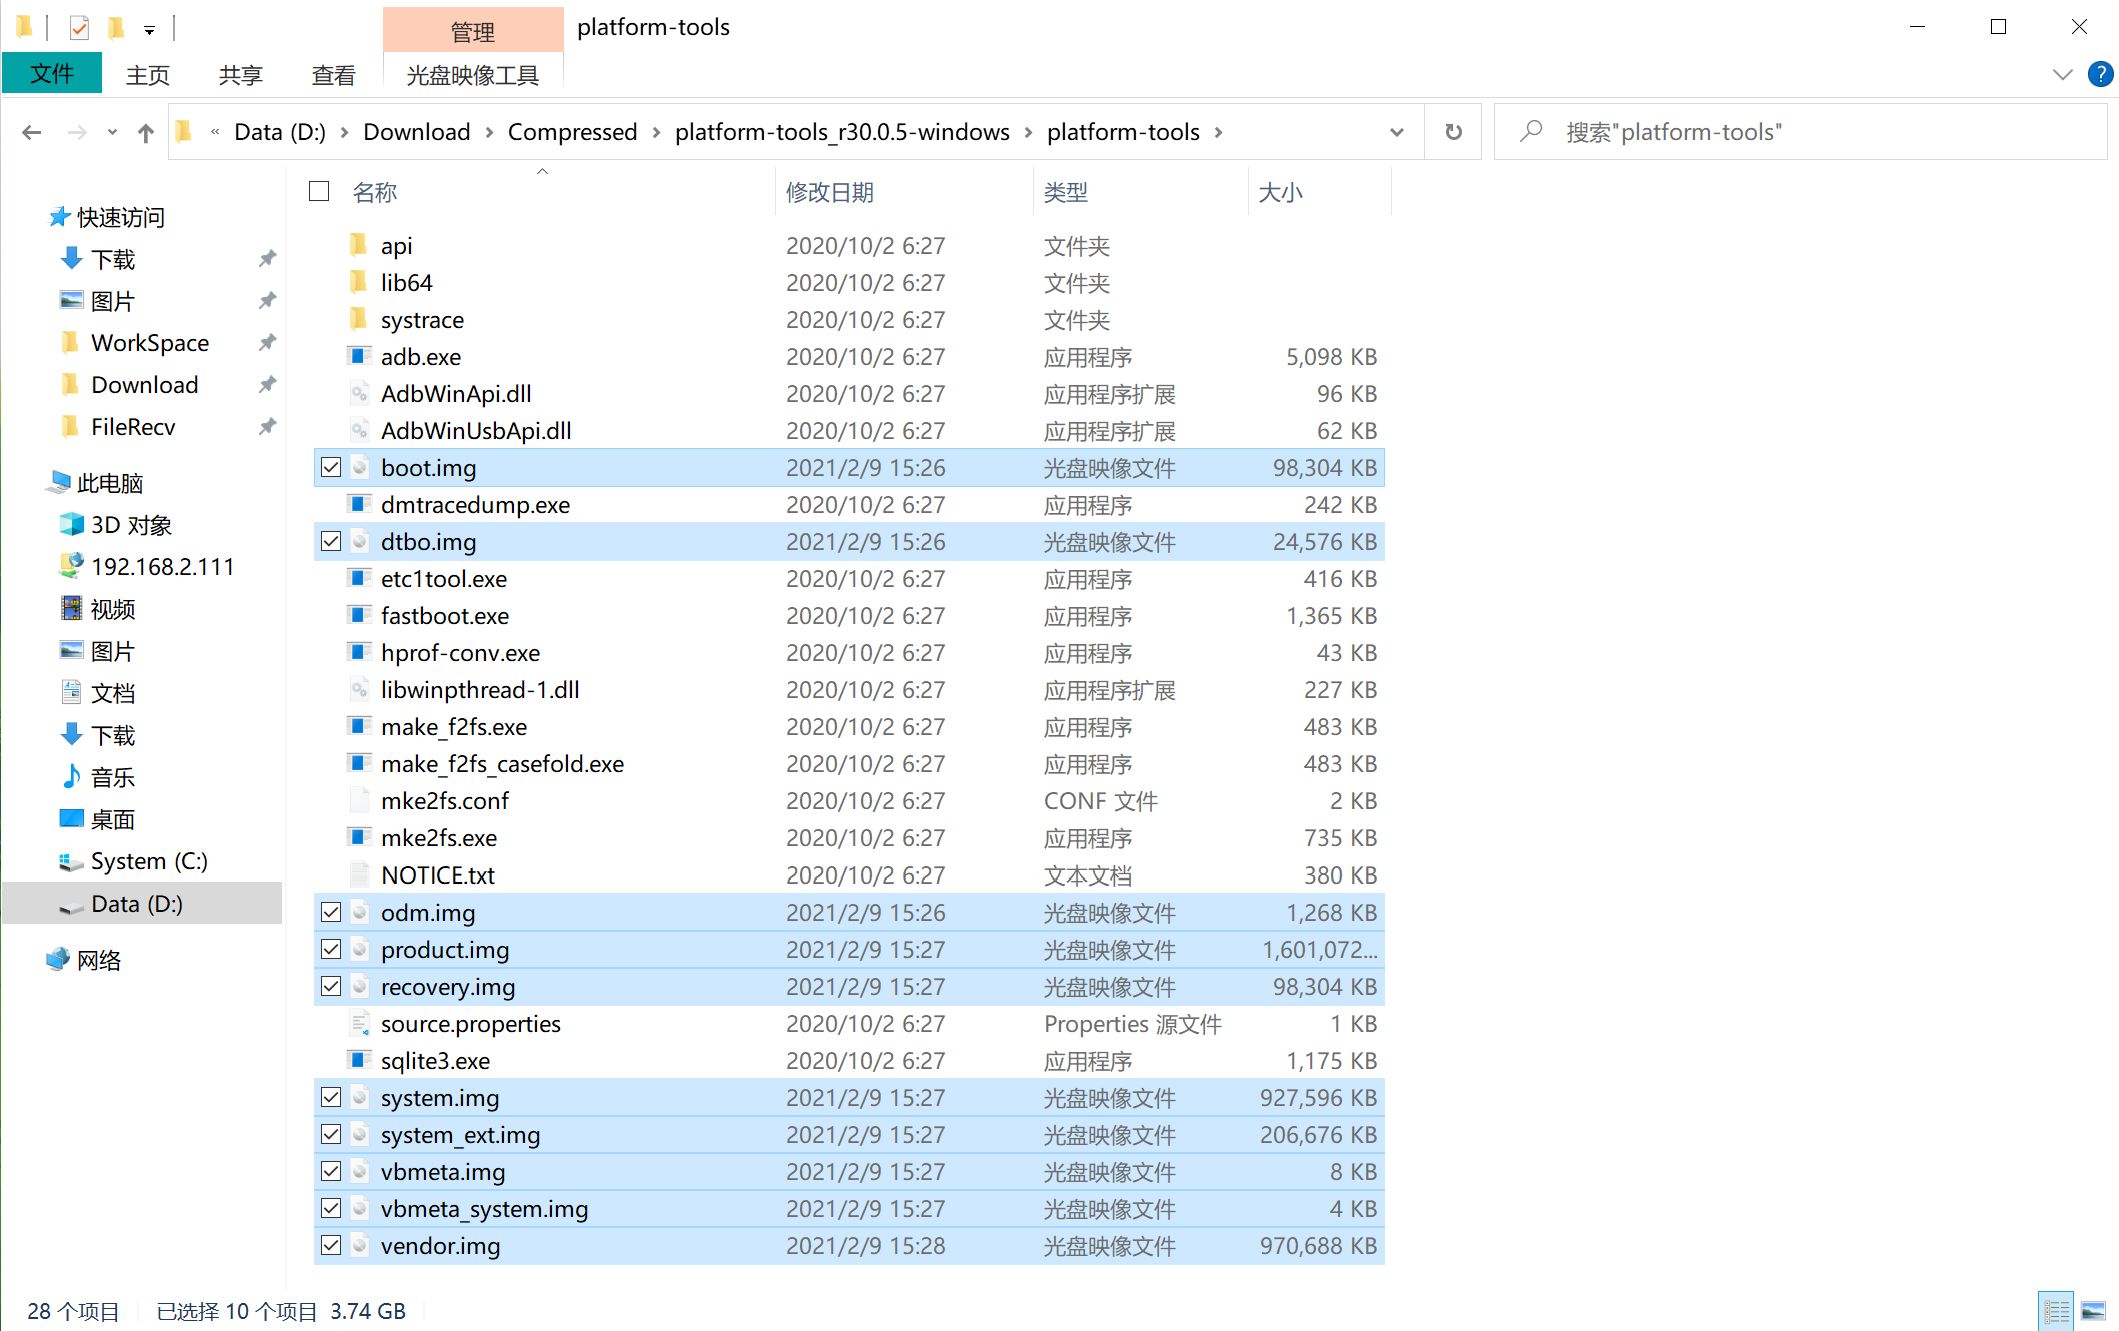 管理
platform-tools
文件
主页
共享
查看
光盘映像工具
?
« Data (D:) › Download › Compressed › platform-tools_r30.0.5-windows › platform-tools ›
搜索"platform-tools"
名称 修改日期 类型 大小
快速访问
下载
图片
WorkSpace
Download
FileRecv
此电脑
3D 对象
192.168.2.111
视频
图片
文档
下载
音乐
桌面
System (C:)
Data (D:)
网络
api 2020/10/2 6:27 文件夹
lib64 2020/10/2 6:27 文件夹
systrace 2020/10/2 6:27 文件夹
adb.exe 2020/10/2 6:27 应用程序 5,098 KB
AdbWinApi.dll 2020/10/2 6:27 应用程序扩展 96 KB
AdbWinUsbApi.dll 2020/10/2 6:27 应用程序扩展 62 KB
boot.img 2021/2/9 15:26 光盘映像文件 98,304 KB
dmtracedump.exe 2020/10/2 6:27 应用程序 242 KB
dtbo.img 2021/2/9 15:26 光盘映像文件 24,576 KB
etc1tool.exe 2020/10/2 6:27 应用程序 416 KB
fastboot.exe 2020/10/2 6:27 应用程序 1,365 KB
hprof-conv.exe 2020/10/2 6:27 应用程序 43 KB
libwinpthread-1.dll 2020/10/2 6:27 应用程序扩展 227 KB
make_f2fs.exe 2020/10/2 6:27 应用程序 483 KB
make_f2fs_casefold.exe 2020/10/2 6:27 应用程序 483 KB
mke2fs.conf 2020/10/2 6:27 CONF 文件 2 KB
mke2fs.exe 2020/10/2 6:27 应用程序 735 KB
NOTICE.txt 2020/10/2 6:27 文本文档 380 KB
odm.img 2021/2/9 15:26 光盘映像文件 1,268 KB
product.img 2021/2/9 15:27 光盘映像文件 1,601,072...
recovery.img 2021/2/9 15:27 光盘映像文件 98,304 KB
source.properties 2020/10/2 6:27 Properties 源文件 1 KB
sqlite3.exe 2020/10/2 6:27 应用程序 1,175 KB
system.img 2021/2/9 15:27 光盘映像文件 927,596 KB
system_ext.img 2021/2/9 15:27 光盘映像文件 206,676 KB
vbmeta.img 2021/2/9 15:27 光盘映像文件 8 KB
vbmeta_system.img 2021/2/9 15:27 光盘映像文件 4 KB
vendor.img 2021/2/9 15:28 光盘映像文件 970,688 KB
28 个项目 已选择 10 个项目 3.74 GB